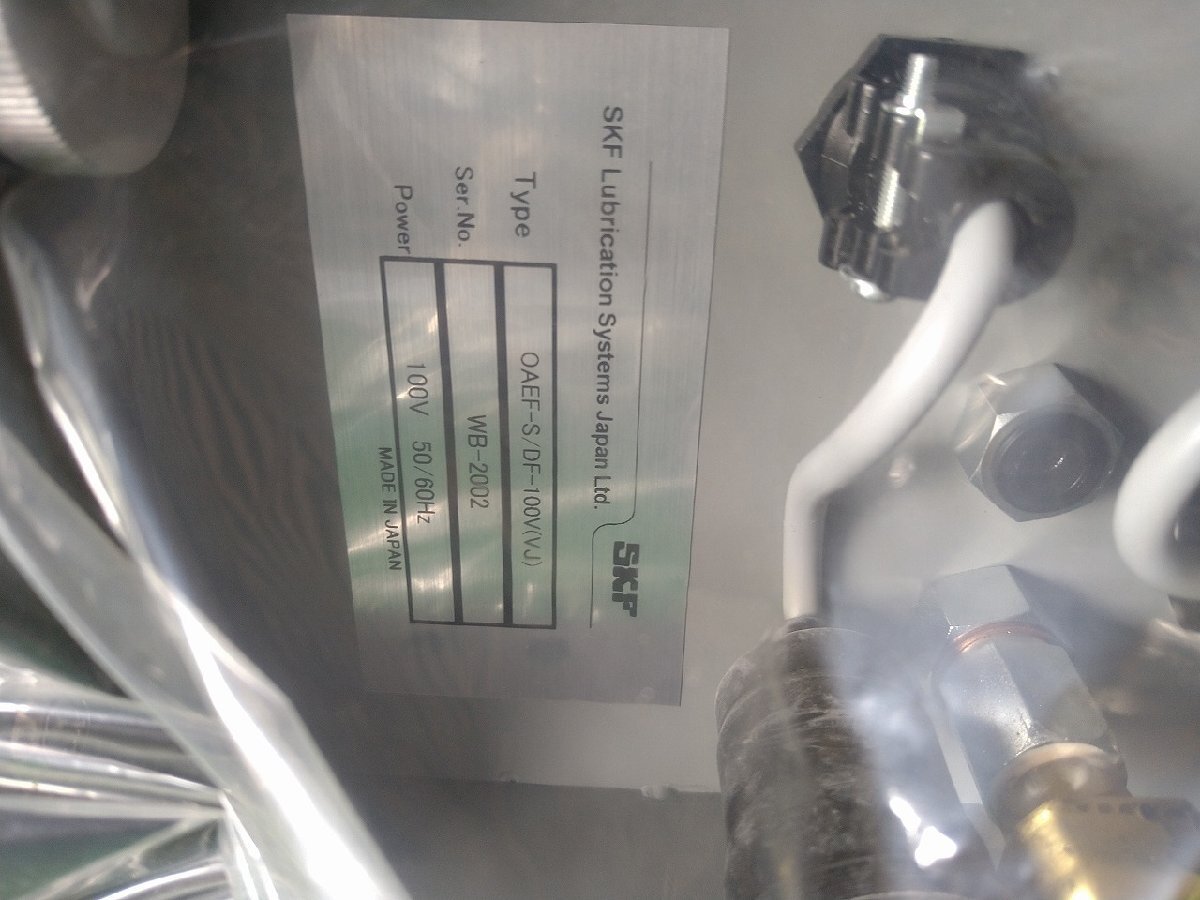 SKF
SKF Lubrication Systems Japan Ltd.
Type OAEF-S/DF-100V(VJ)
Ser.No. WB-2002
Power 100V 50/60Hz
MADE IN JAPAN